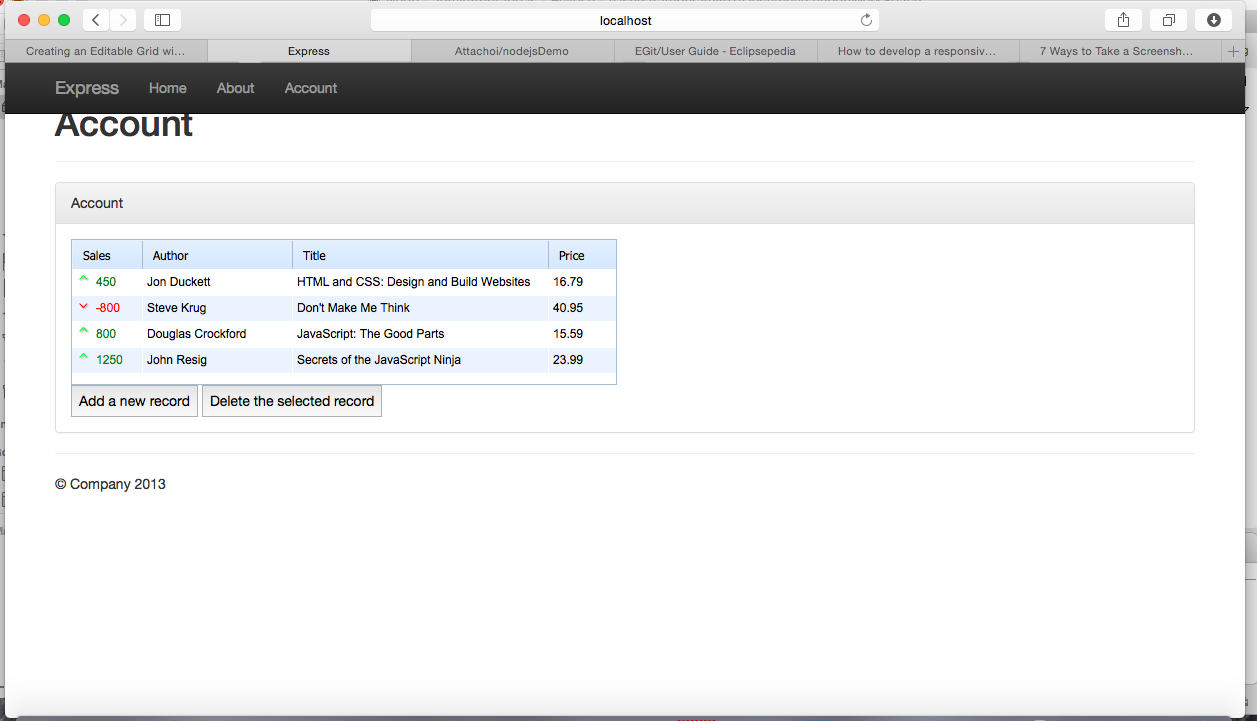 localhost
Creating an Editable Grid wi... Express Attachoi/nodejsDemo EGit/User Guide - Eclipsepedia How to develop a responsiv... 7 Ways to Take a Screensh...
Express Home About Account
Account
Account
Sales Author Title Price
450 Jon Duckett HTML and CSS: Design and Build Websites 16.79
-800 Steve Krug Don't Make Me Think 40.95
800 Douglas Crockford JavaScript: The Good Parts 15.59
1250 John Resig Secrets of the JavaScript Ninja 23.99
Add a new record Delete the selected record
© Company 2013